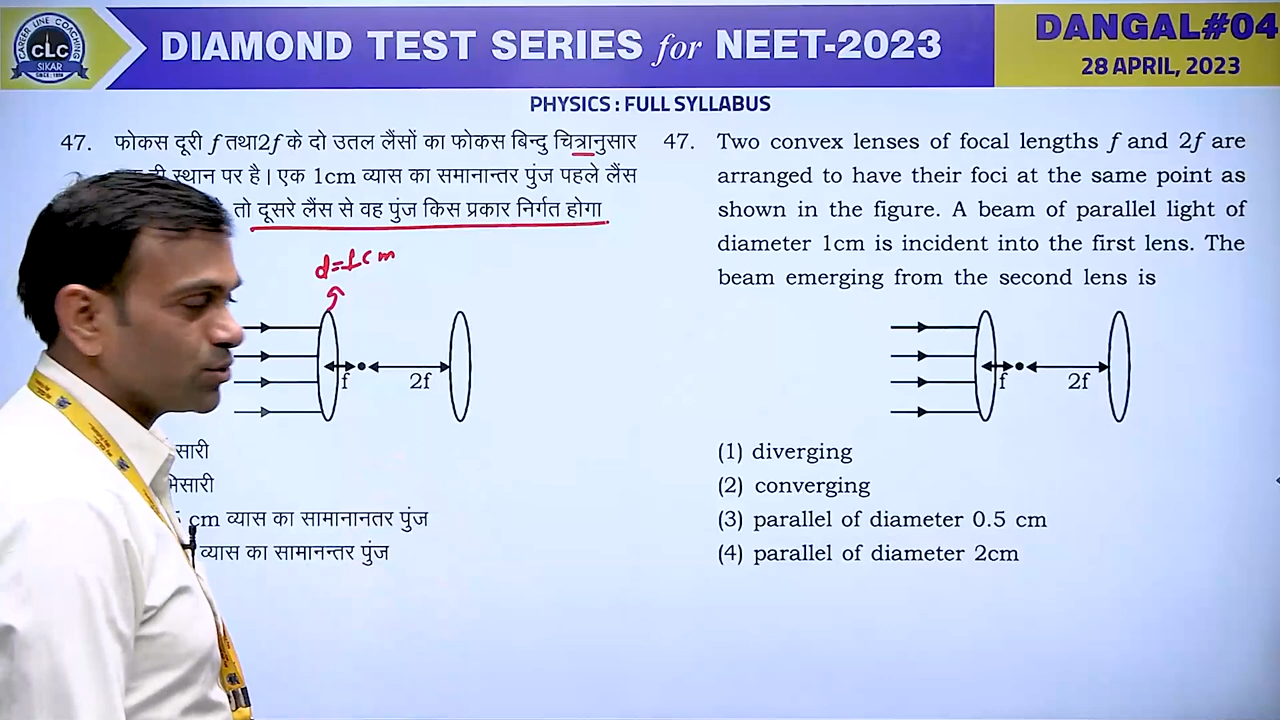 CAREER LINE COACHING
CLC
SIKAR
SINCE : 1996
DIAMOND TEST SERIES for NEET-2023
DANGAL#04
28 APRIL, 2023
PHYSICS : FULL SYLLABUS
47. फोकस दूरी f तथा2f के दो उतल लैंसों का फोकस बिन्दु चित्रानुसार
स्थान पर है। एक 1cm व्यास का समानान्तर पुंज पहले लैंस
तो दूसरे लैंस से वह पुंज किस प्रकार निर्गत होगा
d=1cm
f 2f
सारी
भिसारी
cm व्यास का सामानानतर पुंज
व्यास का सामानन्तर पुंज
47. Two convex lenses of focal lengths f and 2f are
arranged to have their foci at the same point as
shown in the figure. A beam of parallel light of
diameter 1cm is incident into the first lens. The
beam emerging from the second lens is
f 2f
(1) diverging
(2) converging
(3) parallel of diameter 0.5 cm
(4) parallel of diameter 2cm